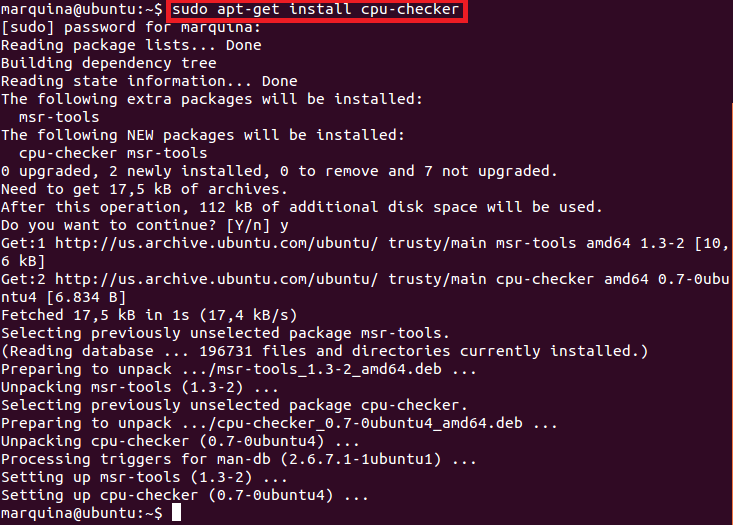 marquina@ubuntu:~$ sudo apt-get install cpu-checker
[sudo] password for marquina:
Reading package lists... Done
Building dependency tree
Reading state information... Done
The following extra packages will be installed:
  msr-tools
The following NEW packages will be installed:
  cpu-checker msr-tools
0 upgraded, 2 newly installed, 0 to remove and 7 not upgraded.
Need to get 17,5 kB of archives.
After this operation, 112 kB of additional disk space will be used.
Do you want to continue? [Y/n] y
Get:1 http://us.archive.ubuntu.com/ubuntu/ trusty/main msr-tools amd64 1.3-2 [10,
6 kB]
Get:2 http://us.archive.ubuntu.com/ubuntu/ trusty/main cpu-checker amd64 0.7-0ubu
ntu4 [6.834 B]
Fetched 17,5 kB in 1s (17,4 kB/s)
Selecting previously unselected package msr-tools.
(Reading database ... 196731 files and directories currently installed.)
Preparing to unpack .../msr-tools_1.3-2_amd64.deb ...
Unpacking msr-tools (1.3-2) ...
Selecting previously unselected package cpu-checker.
Preparing to unpack .../cpu-checker_0.7-0ubuntu4_amd64.deb ...
Unpacking cpu-checker (0.7-0ubuntu4) ...
Processing triggers for man-db (2.6.7.1-1ubuntu1) ...
Setting up msr-tools (1.3-2) ...
Setting up cpu-checker (0.7-0ubuntu4) ...
marquina@ubuntu:~$